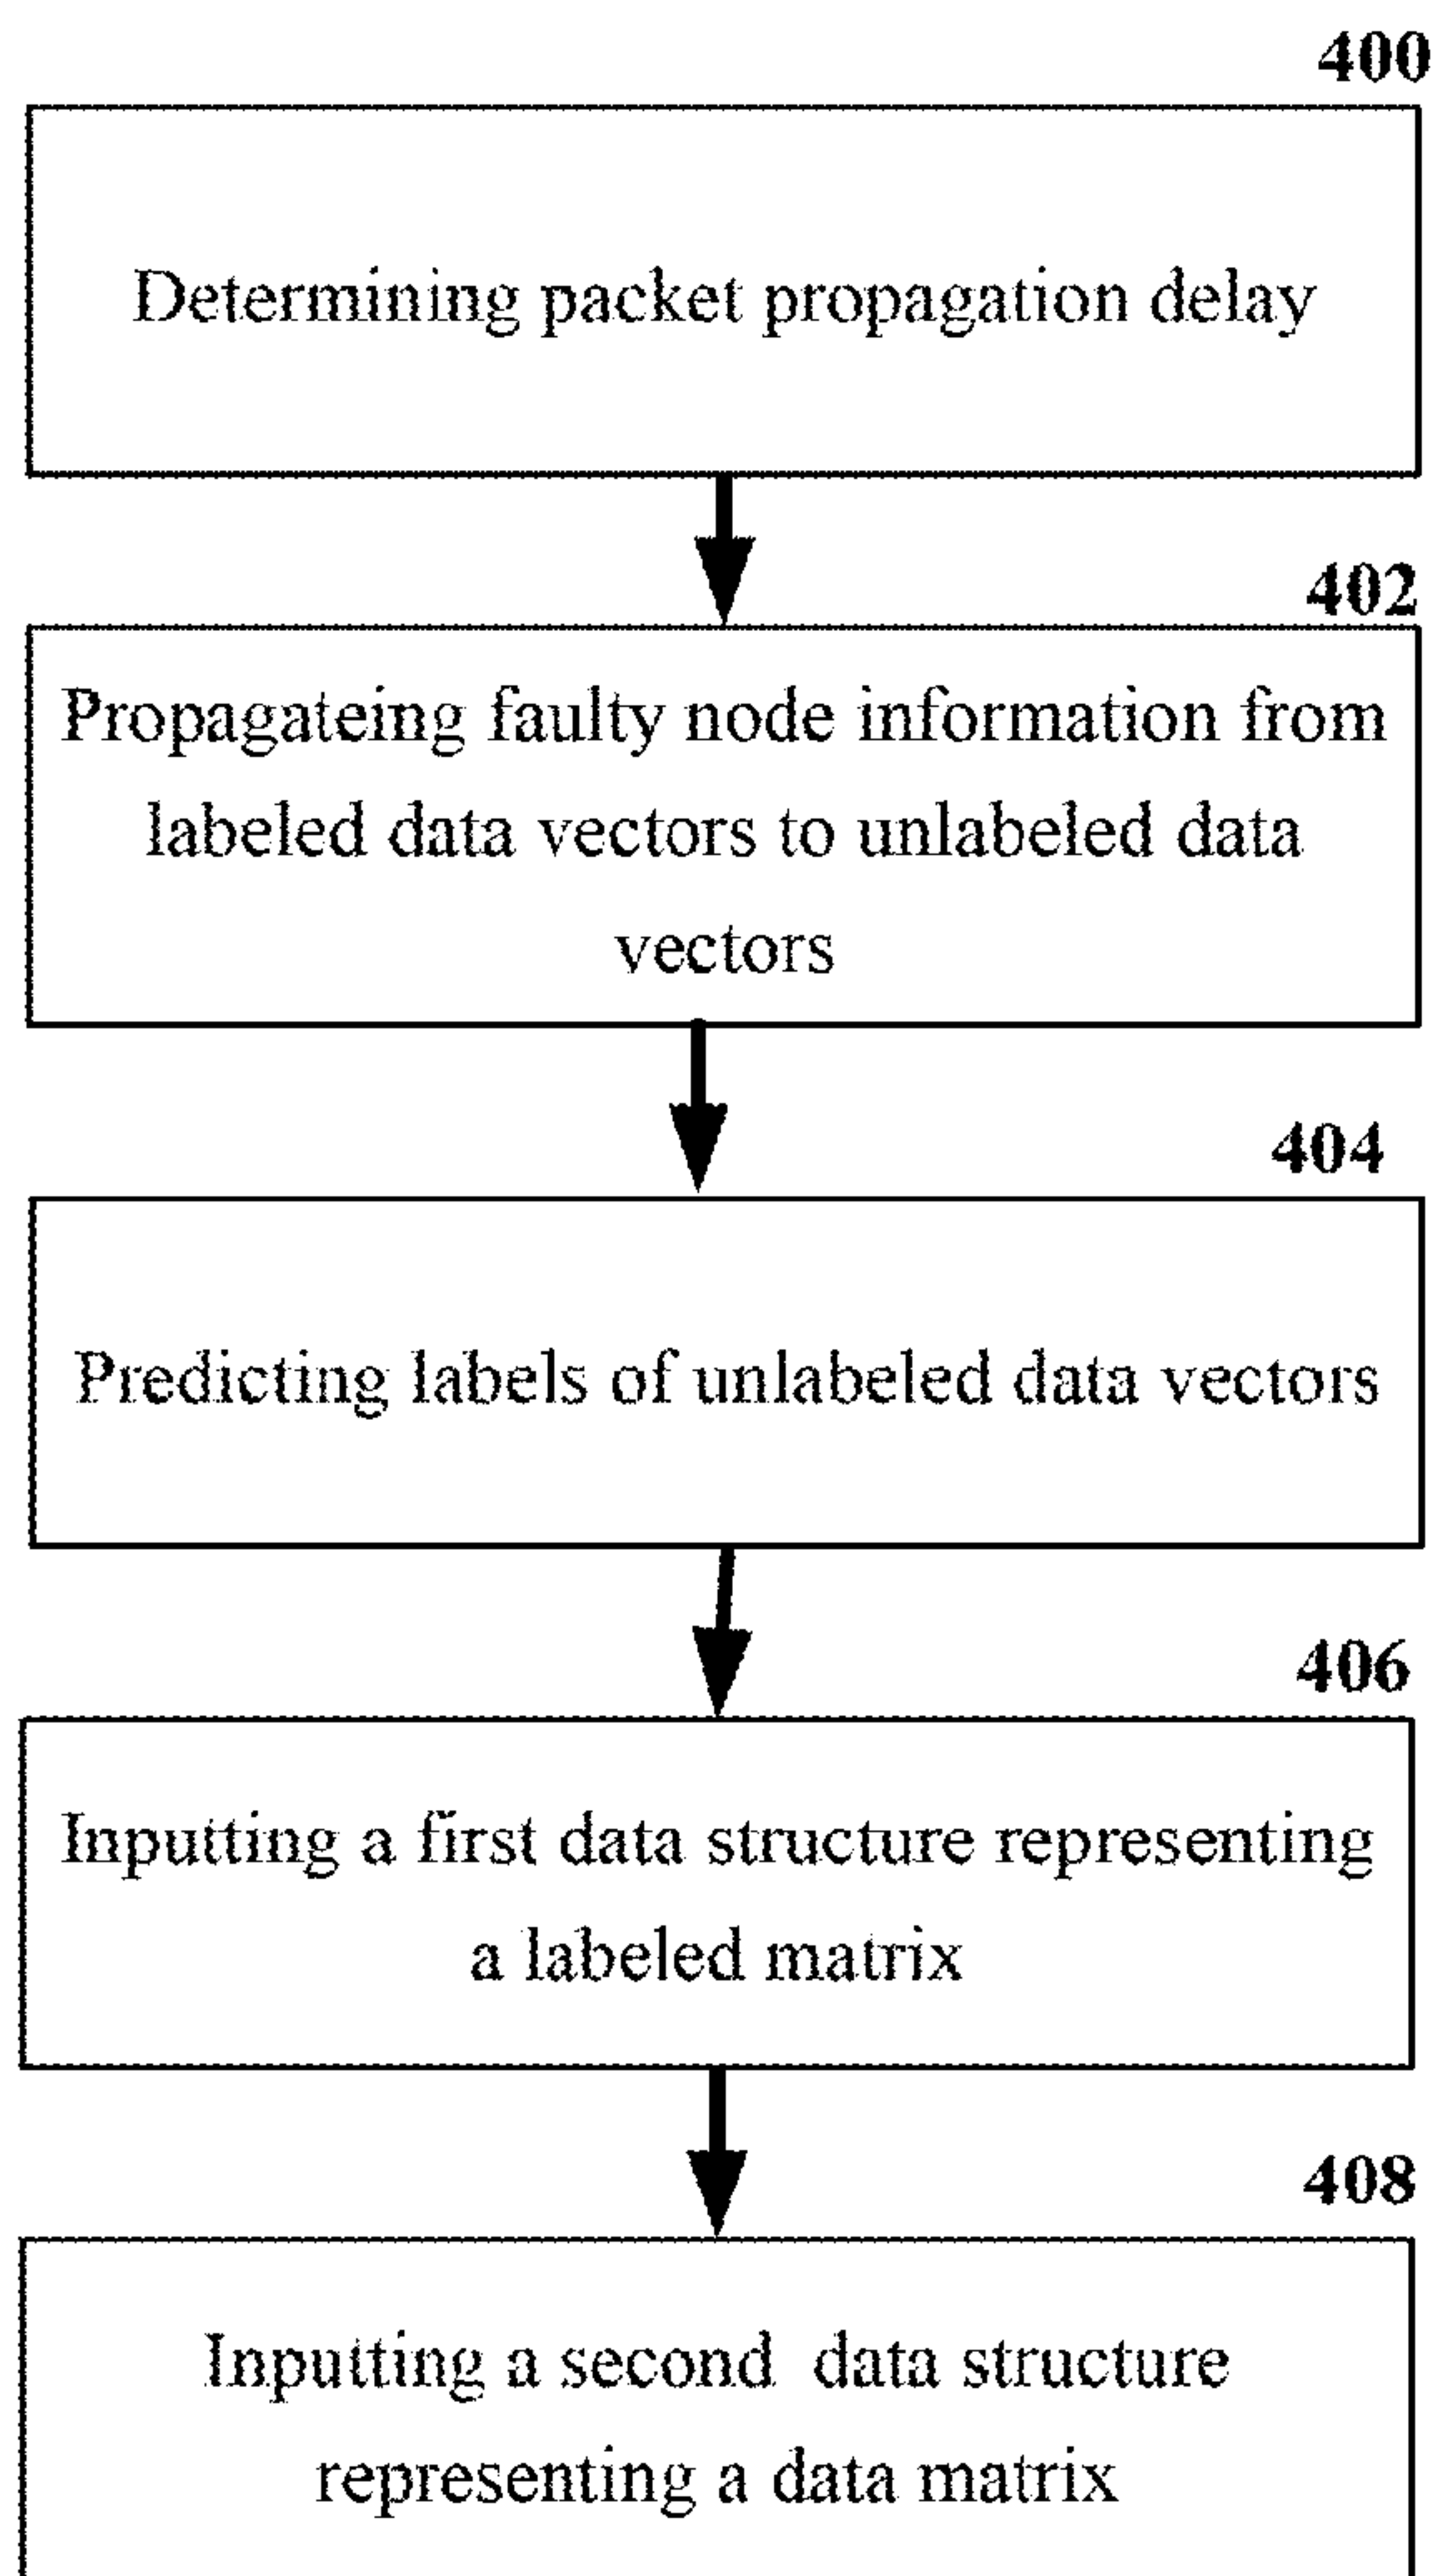 400
Determining packet propagation delay
402
Propagateing faulty node information from
labeled data vectors to unlabeled data
vectors
404
Predicting labels of unlabeled data vectors
406
Inputting a first data structure representing
a labeled matrix
408
Inputting a second data structure
representing a data matrix